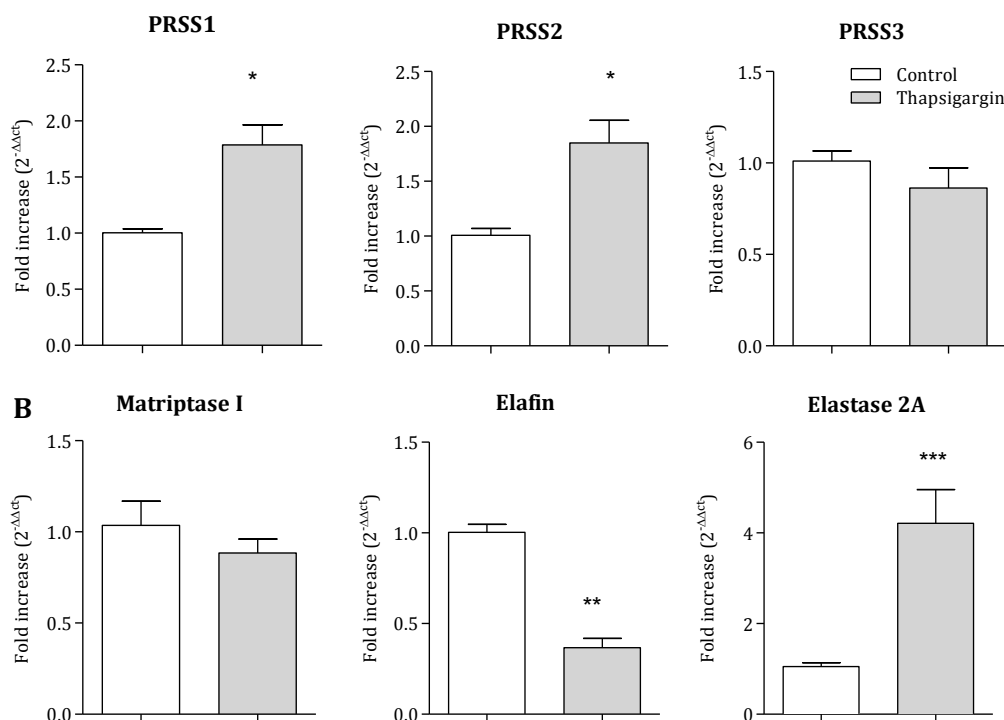 PRSS1
PRSS2
PRSS3
Fold increase (2^-ΔΔct)
2.5
2.0
1.5
1.0
0.5
0.0
*
Fold increase (2^-ΔΔct)
2.5
2.0
1.5
1.0
0.5
0.0
*
Fold increase (2^-ΔΔct)
1.5
1.0
0.5
0.0
Control
Thapsigargin
B
Matriptase I
Elafin
Elastase 2A
Fold increase (2^-ΔΔct)
1.5
1.0
0.5
0.0
Fold increase (2^-ΔΔct)
1.5
1.0
0.5
0.0
**
Fold increase (2^-ΔΔct)
6
4
2
0
***